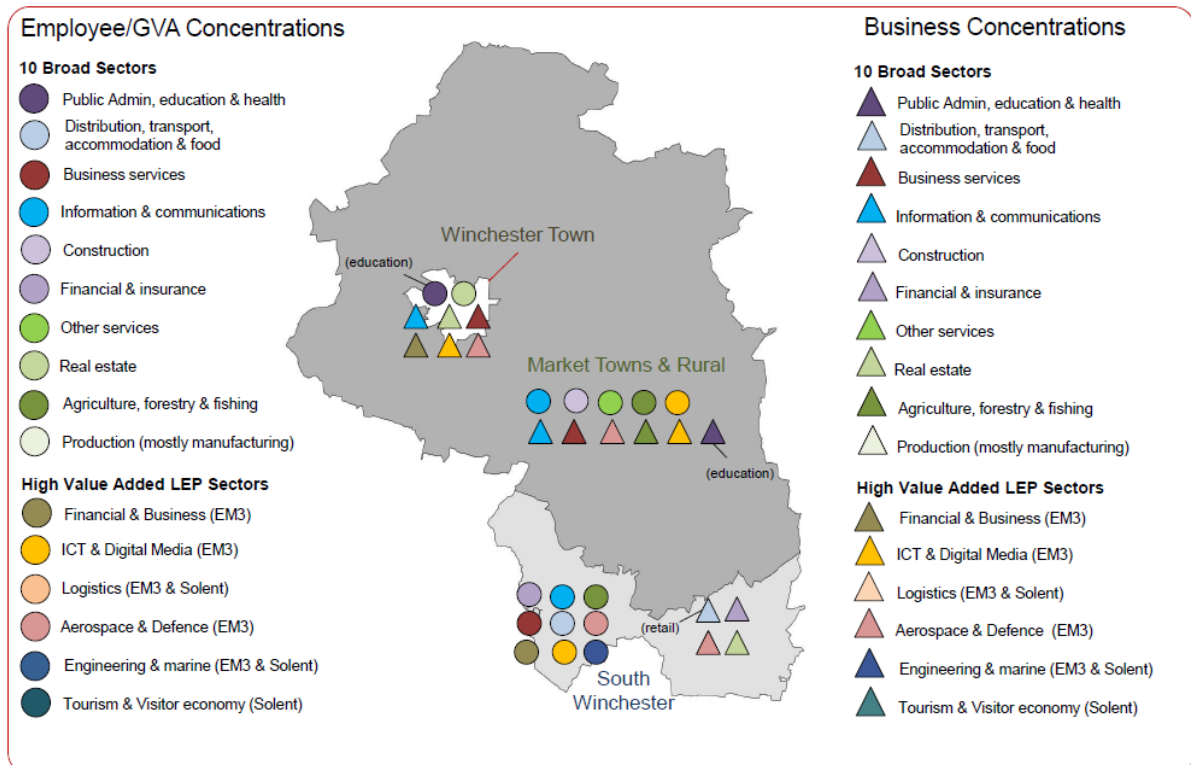 Employee/GVA Concentrations
10 Broad Sectors
Public Admin, education & health
Distribution, transport,
accommodation & food
Business services
Information & communications
Construction
Financial & insurance
Other services
Real estate
Agriculture, forestry & fishing
Production (mostly manufacturing)
High Value Added LEP Sectors
Financial & Business (EM3)
ICT & Digital Media (EM3)
Logistics (EM3 & Solent)
Aerospace & Defence (EM3)
Engineering & marine (EM3 & Solent)
Tourism & Visitor economy (Solent)
Winchester Town
(education)
Market Towns & Rural
(education)
(retail)
South
Winchester
Business Concentrations
10 Broad Sectors
Public Admin, education & health
Distribution, transport,
accommodation & food
Business services
Information & communications
Construction
Financial & insurance
Other services
Real estate
Agriculture, forestry & fishing
Production (mostly manufacturing)
High Value Added LEP Sectors
Financial & Business (EM3)
ICT & Digital Media (EM3)
Logistics (EM3 & Solent)
Aerospace & Defence (EM3)
Engineering & marine (EM3 & Solent)
Tourism & Visitor economy (Solent)